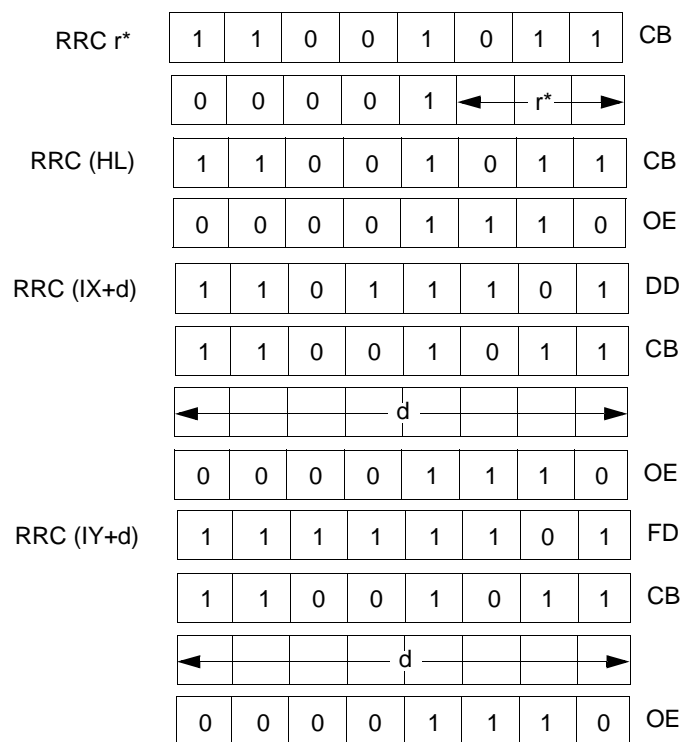 RRC r* 1 1 0 0 1 0 1 1 CB
0 0 0 0 1 r*
RRC (HL) 1 1 0 0 1 0 1 1 CB
0 0 0 0 1 1 1 0 OE
RRC (IX+d) 1 1 0 1 1 1 0 1 DD
1 1 0 0 1 0 1 1 CB
d
0 0 0 0 1 1 1 0 OE
RRC (IY+d) 1 1 1 1 1 1 0 1 FD
1 1 0 0 1 0 1 1 CB
d
0 0 0 0 1 1 1 0 OE